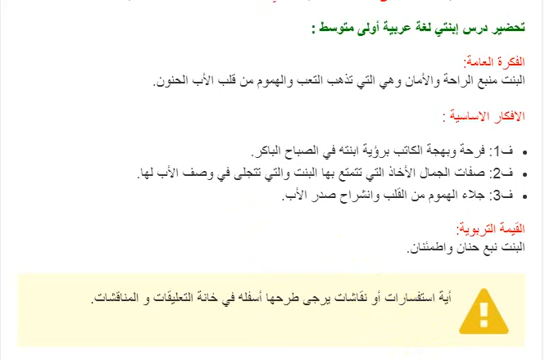 تحضير درس إبنتي لغة عربية أولى متوسط :
الفكرة العامة:
البنت منبع الراحة والأمان وهي التي تذهب التعب والهموم من قلب الأب الحنون.
الافكار الاساسية :
ف1: فرحة وبهجة الكاتب برؤية ابنته في الصباح الباكر.
ف2: صفات الجمال الأخاذ التي تتمتع بها البنت والتي تتجلى في وصف الأب لها.
ف3: جلاء الهموم من القلب وانشراح صدر الأب.
القيمة التربوية:
البنت نبع حنان واطمئنان.
أية استفسارات أو نقاشات يرجى طرحها أسفله في خانة التعليقات و المناقشات.